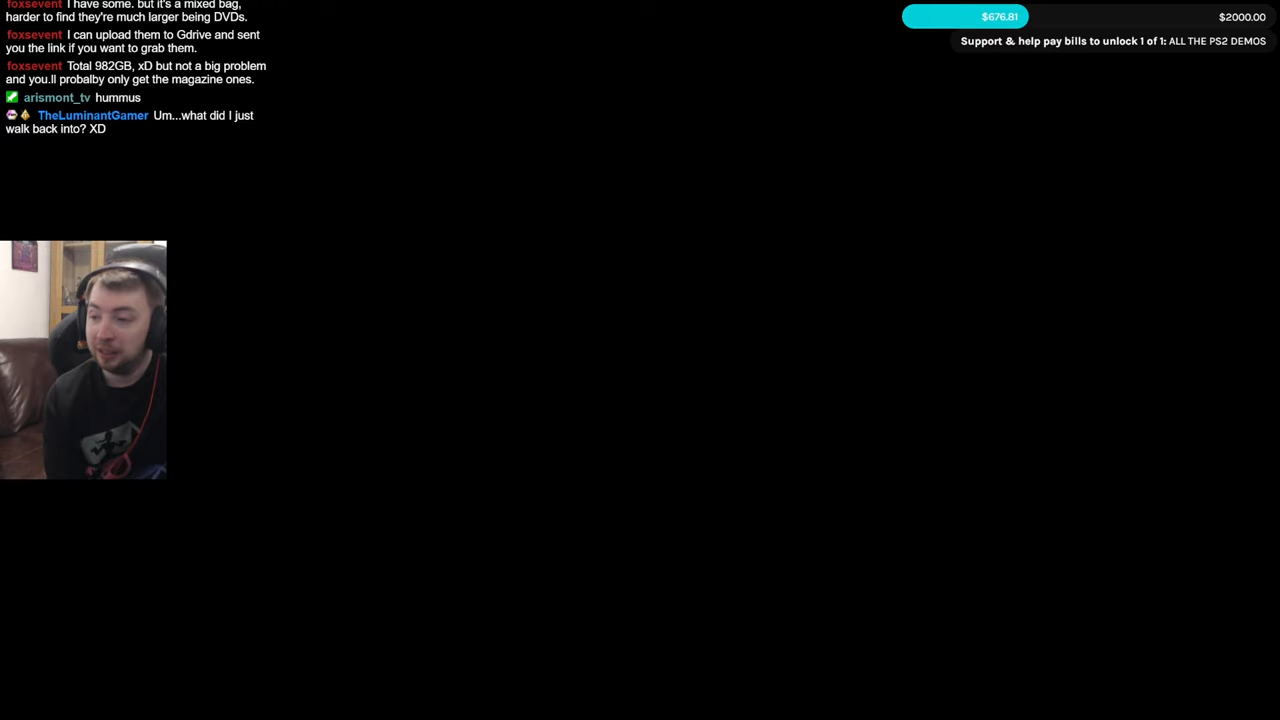 foxsevent I have some. but it's a mixed bag,
harder to find they're much larger being DVDs.
foxsevent I can upload them to Gdrive and sent
you the link if you want to grab them.
foxsevent Total 982GB, xD but not a big problem
and you.ll probalby only get the magazine ones.
arismont_tv hummus
TheLuminantGamer Um...what did I just
walk back into? XD
$676.81 $2000.00
Support & help pay bills to unlock 1 of 1: ALL THE PS2 DEMOS